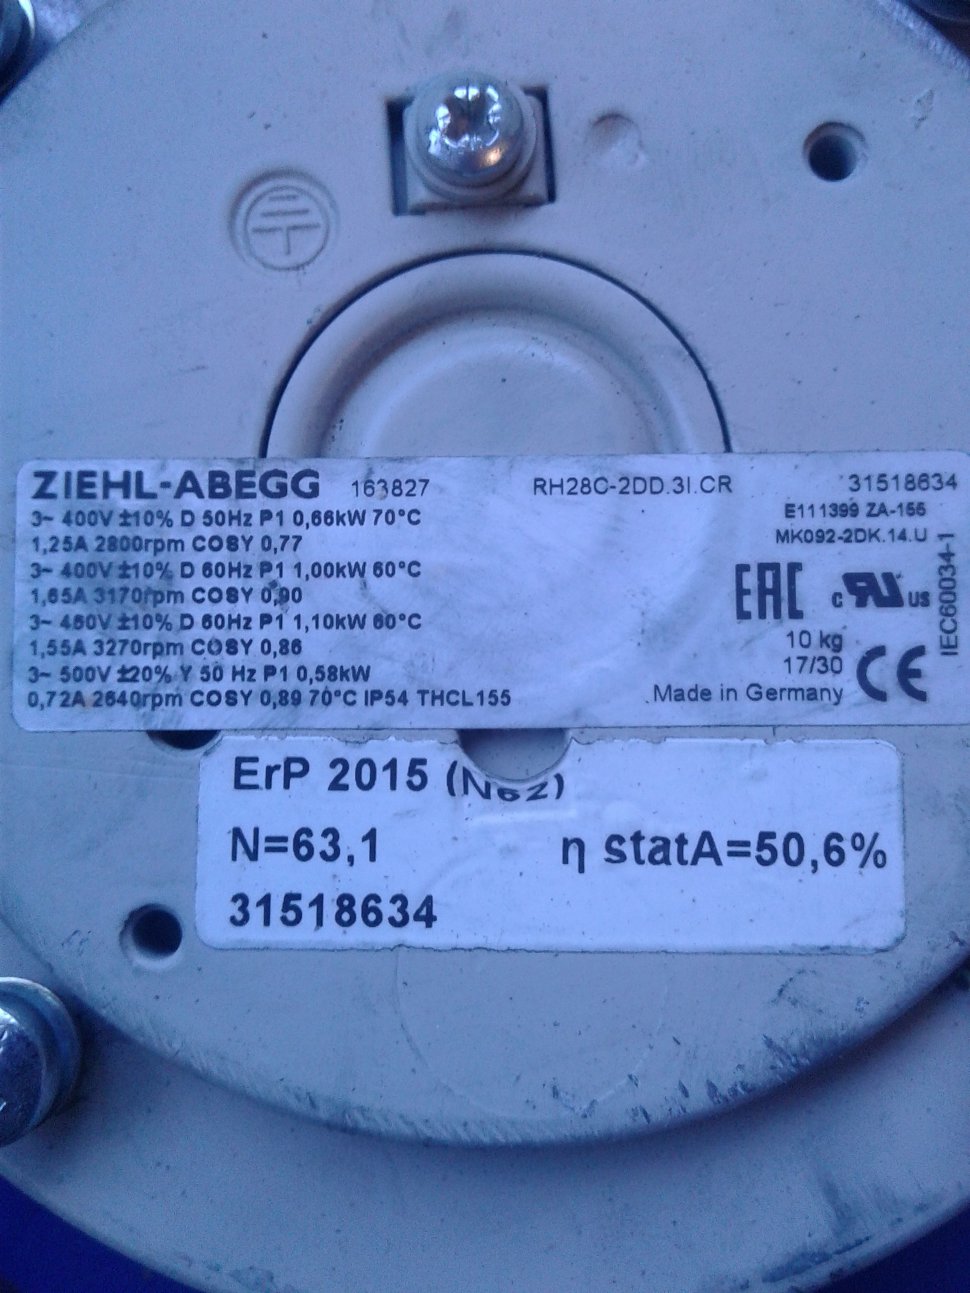 ZIEHL-ABEGG 163827 RH28C-2DD.3I.CR 31518634
3~ 400V ±10% D 50Hz P1 0,66kW 70°C E111399 ZA-155
1,25A 2800rpm COSY 0,77 MK092-2DK.14.U
3~ 400V ±10% D 60Hz P1 1,00kW 60°C
1,65A 3170rpm COSY 0,90
3~ 460V ±10% D 60Hz P1 1,10kW 60°C
1,55A 3270rpm COSY 0,86
3~ 500V ±20% Y 50 Hz P1 0,58kW
0,72A 2640rpm COSY 0,89 70°C IP54 THCL155
EAC c RU US
10 kg
17/30
CE
Made in Germany
IEC60034-1
ErP 2015 (N62)
N=63,1 η statA=50,6%
31518634